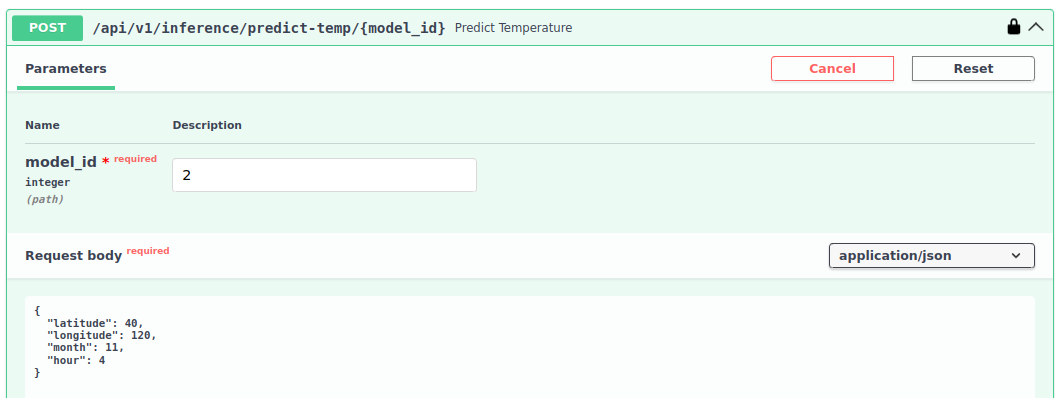 POST /api/v1/inference/predict-temp/{model_id} Predict Temperature
Parameters Cancel Reset
Name Description
model_id * required 2
integer
(path)
Request body required application/json
{
  "latitude": 40,
  "longitude": 120,
  "month": 11,
  "hour": 4
}